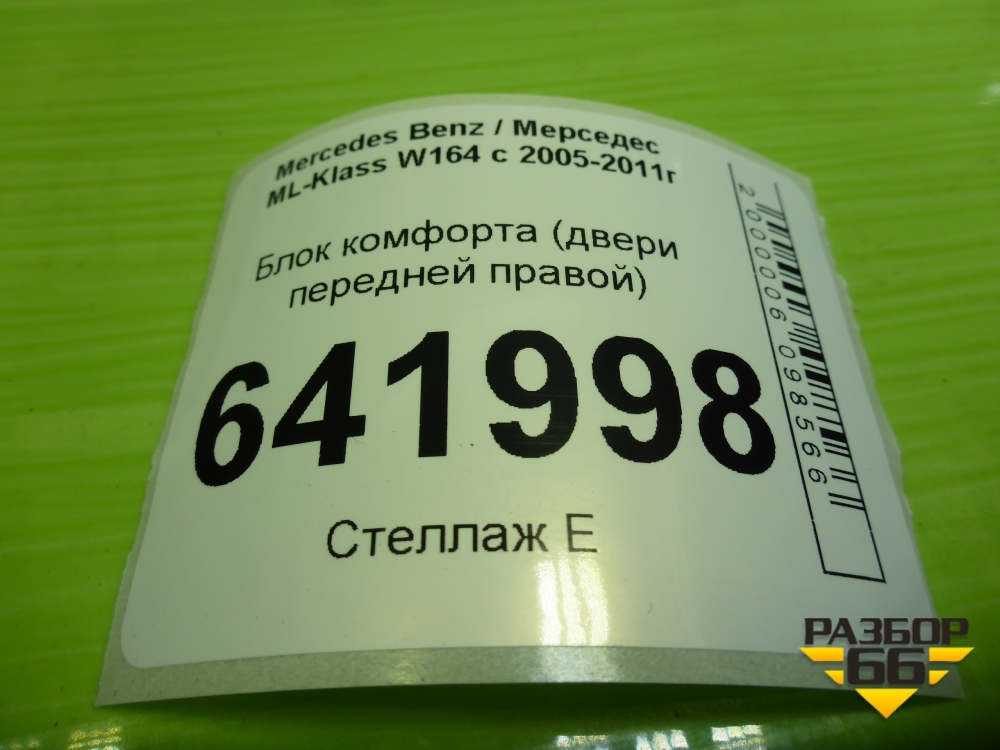 Mercedes Benz / Мерседес
ML-Klass W164 с 2005-2011г
Блок комфорта (двери
передней правой)
641998
Стеллаж Е
2000006098566
РАЗБОР
66